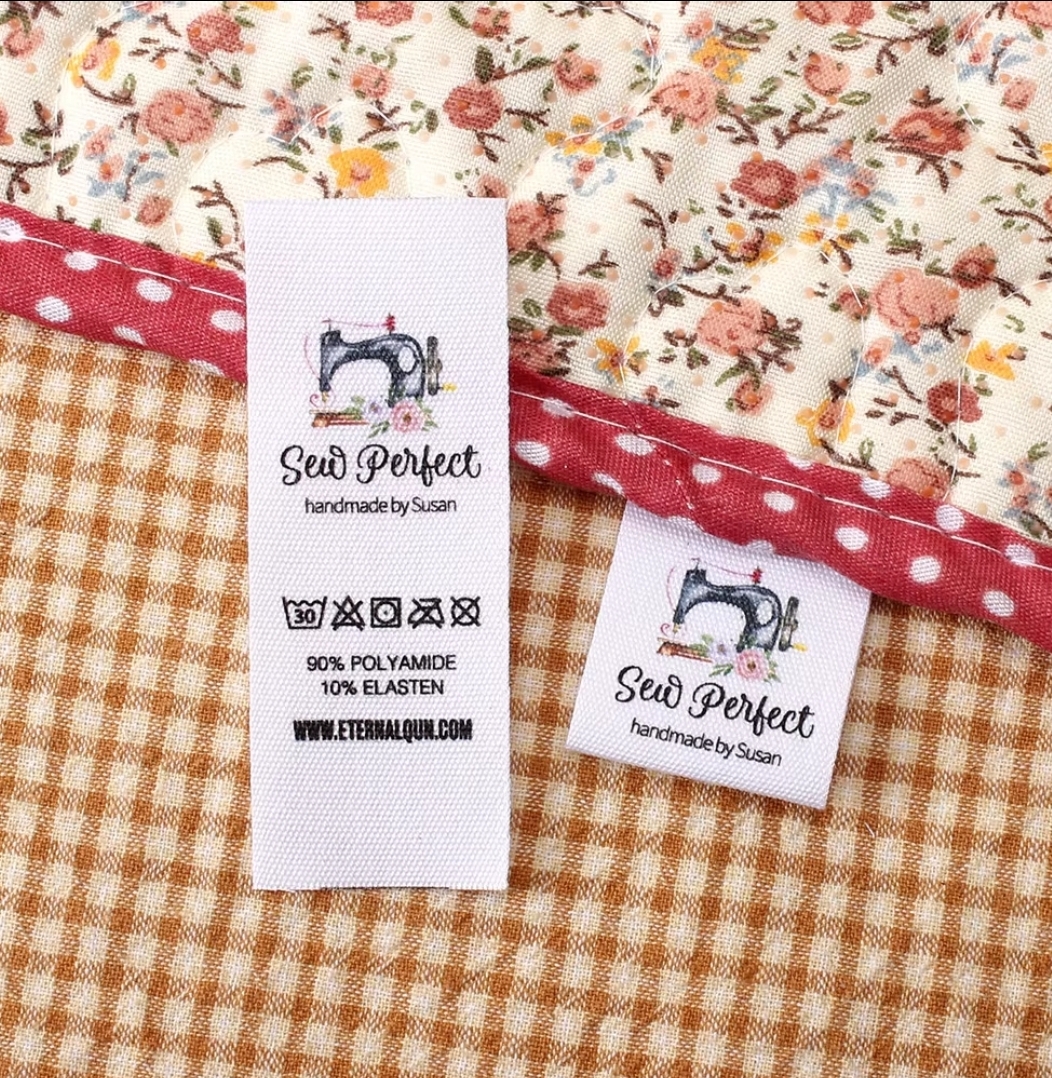 Sew Perfect
handmade by Susan
30
90% POLYAMIDE
10% ELASTEN
WWW.ETERNALQUN.COM
Sew Perfect
handmade by Susan